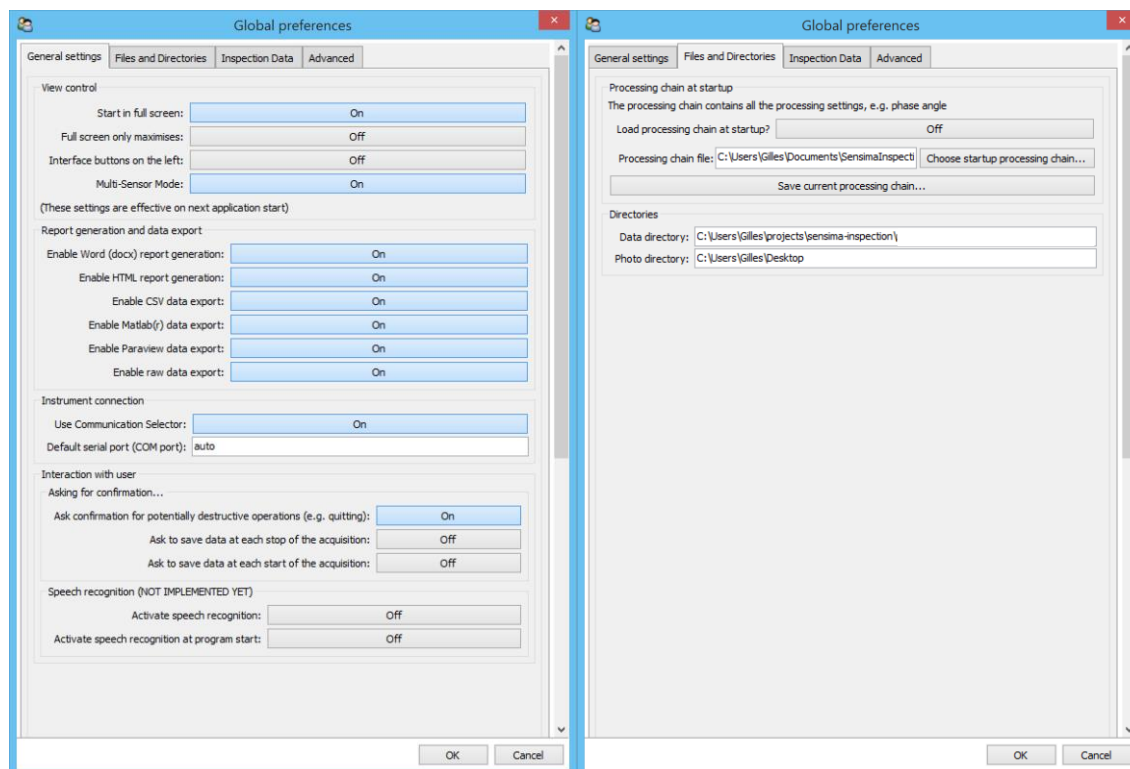 Global preferences
General settings Files and Directories Inspection Data Advanced
View control
Start in full screen: On
Full screen only maximises: Off
Interface buttons on the left: Off
Multi-Sensor Mode: On
(These settings are effective on next application start)
Report generation and data export
Enable Word (docx) report generation: On
Enable HTML report generation: On
Enable CSV data export: On
Enable Matlab(r) data export: On
Enable Paraview data export: On
Enable raw data export: On
Instrument connection
Use Communication Selector: On
Default serial port (COM port): auto
Interaction with user
Asking for confirmation...
Ask confirmation for potentially destructive operations (e.g. quitting): On
Ask to save data at each stop of the acquisition: Off
Ask to save data at each start of the acquisition: Off
Speech recognition (NOT IMPLEMENTED YET)
Activate speech recognition: Off
Activate speech recognition at program start: Off
OK Cancel
Global preferences
General settings Files and Directories Inspection Data Advanced
Processing chain at startup
The processing chain contains all the processing settings, e.g. phase angle
Load processing chain at startup? Off
Processing chain file: C:\Users\Gilles\Documents\SensimaInspecti Choose startup processing chain...
Save current processing chain...
Directories
Data directory: C:\Users\Gilles\projects\sensima-inspection\
Photo directory: C:\Users\Gilles\Desktop
OK Cancel